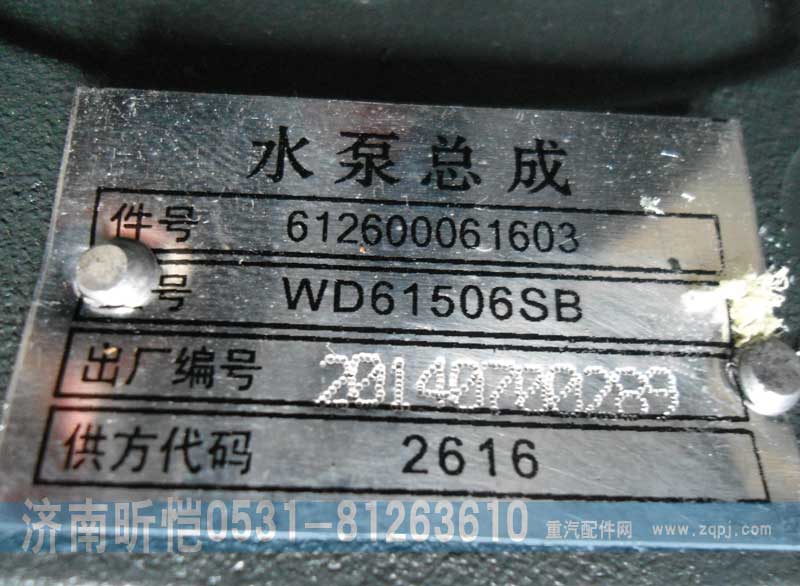 水泵总成
件号 612600061603
号 WD61506SB
出厂编号 20140700289
供方代码 2616
济南昕恺0531-81263610
重汽配件网 www.zqpj.com